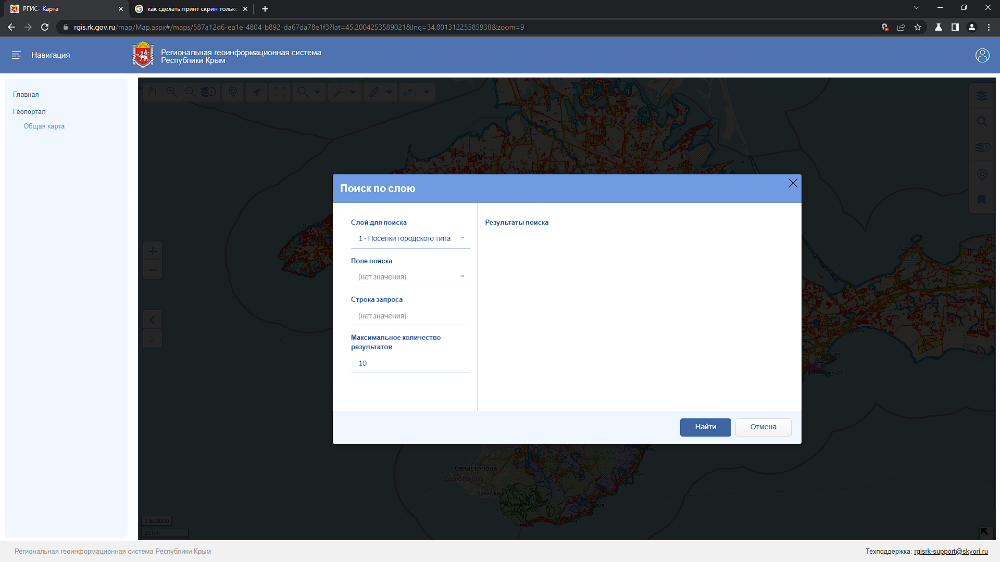 РГИС- Карта
как сделать принт скрин только
rgis.rk.gov.ru/map/Map.aspx#/maps/587a12d6-ea1e-4804-b892-da67da78e1f3?lat=45.2004253589021&lng=34.00131225585938&zoom=9
Навигация
Региональная геоинформационная система
Республики Крым
Главная
Геопортал
Общая карта
Поиск по слою
Слой для поиска
1 - Поселки городского типа
Поле поиска
(нет значения)
Строка запроса
(нет значения)
Максимальное количество
результатов
10
Результаты поиска
Найти
Отмена
Севастополь
Севастополь
Балаклава
1:500000
20 km
Региональная геоинформационная система Республики Крым
Техподдержка: rgisrk-support@skyori.ru